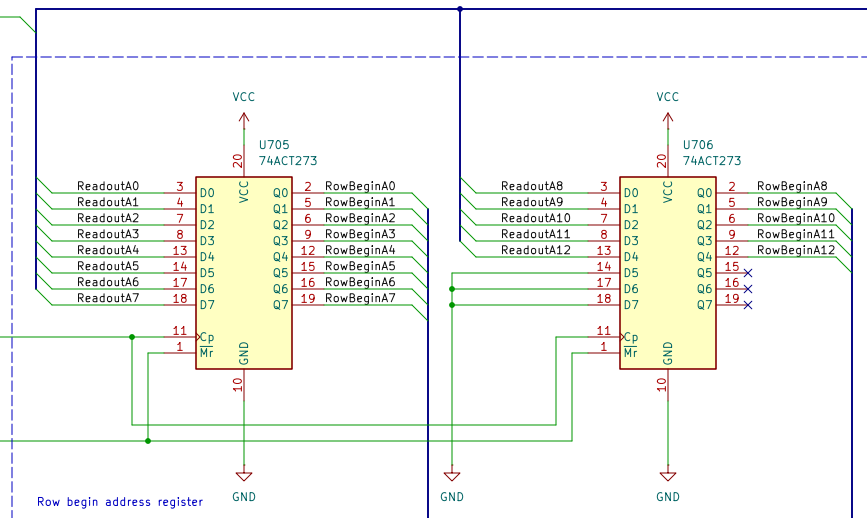 VCC
U705
74ACT273
20
VCC
ReadoutA0 3 D0 Q0 2 RowBeginA0
ReadoutA1 4 D1 Q1 5 RowBeginA1
ReadoutA2 7 D2 Q2 6 RowBeginA2
ReadoutA3 8 D3 Q3 9 RowBeginA3
ReadoutA4 13 D4 Q4 12 RowBeginA4
ReadoutA5 14 D5 Q5 15 RowBeginA5
ReadoutA6 17 D6 Q6 16 RowBeginA6
ReadoutA7 18 D7 Q7 19 RowBeginA7
11 Cp
1 Mr
GND
10
GND
VCC
U706
74ACT273
20
VCC
ReadoutA8 3 D0 Q0 2 RowBeginA8
ReadoutA9 4 D1 Q1 5 RowBeginA9
ReadoutA10 7 D2 Q2 6 RowBeginA10
ReadoutA11 8 D3 Q3 9 RowBeginA11
ReadoutA12 13 D4 Q4 12 RowBeginA12
14 D5 Q5 15
17 D6 Q6 16
18 D7 Q7 19
11 Cp
1 Mr
GND
10
GND
GND
Row begin address register